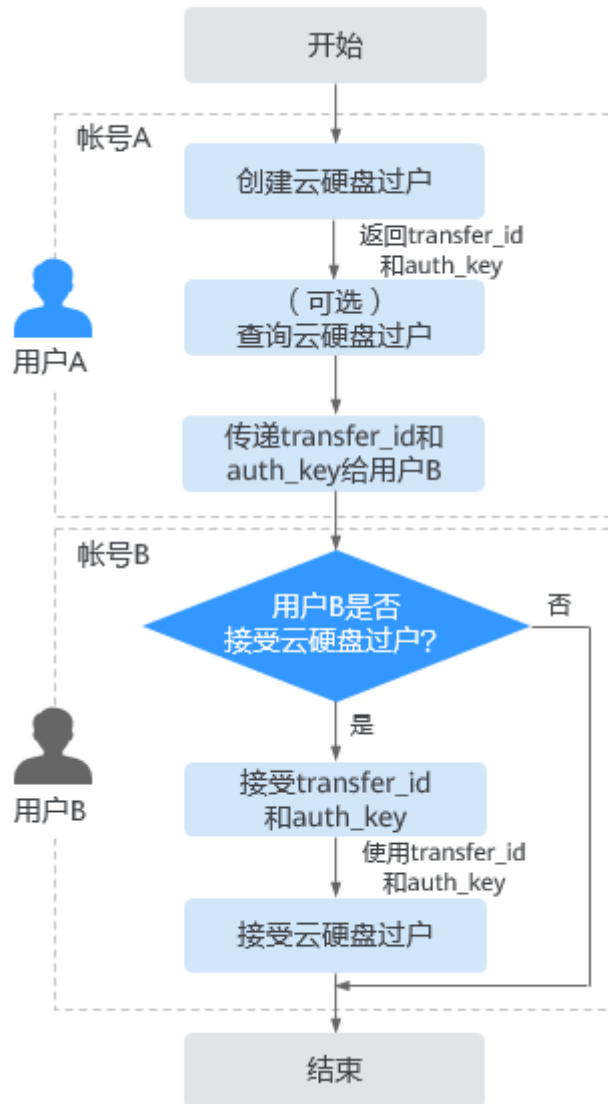 开始
帐号A
创建云硬盘过户
返回transfer_id
和auth_key
（可选）
查询云硬盘过户
用户A
传递transfer_id和
auth_key给用户B
帐号B
用户B是否
接受云硬盘过户?
否
是
用户B
接受transfer_id
和auth_key
使用transfer_id
和auth_key
接受云硬盘过户
结束